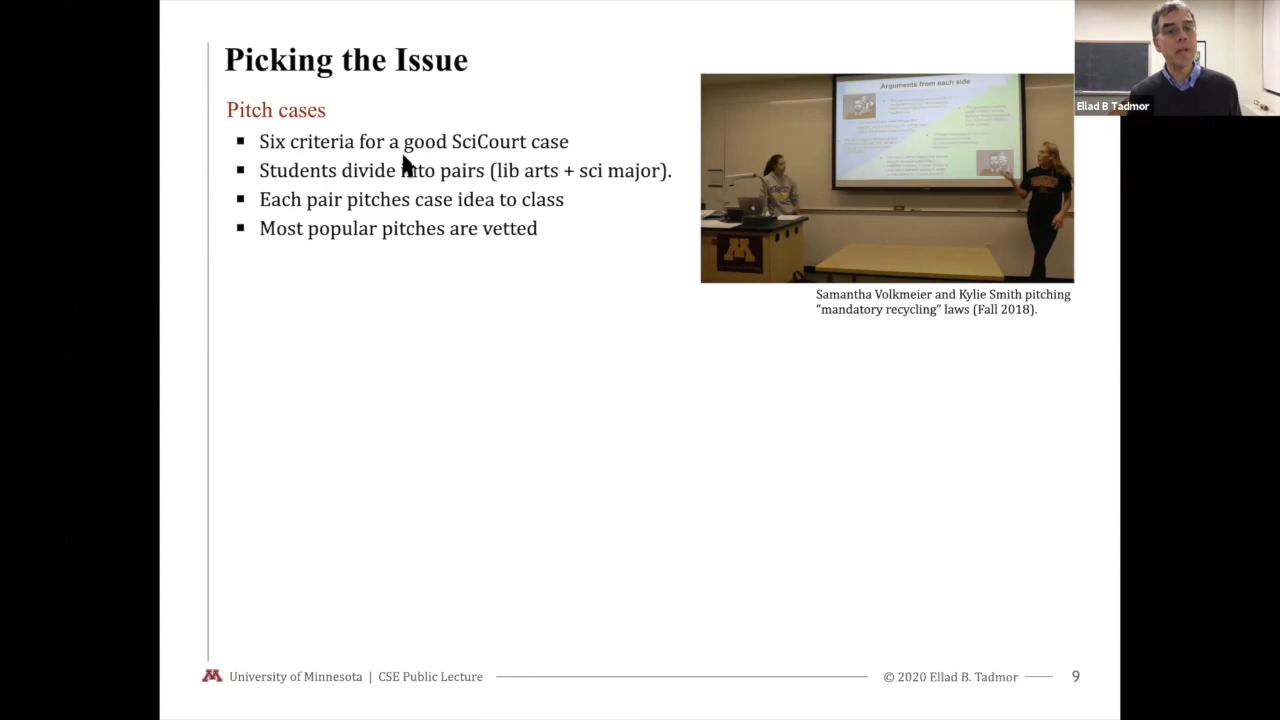 Picking the Issue
Pitch cases
Six criteria for a good SciCourt case
Students divide into pairs (lib arts + sci major).
Each pair pitches case idea to class
Most popular pitches are vetted
Arguments from each side
Samantha Volkmeier and Kylie Smith pitching
“mandatory recycling” laws (Fall 2018).
Ellad B Tadmor
University of Minnesota | CSE Public Lecture
© 2020 Ellad B. Tadmor
9